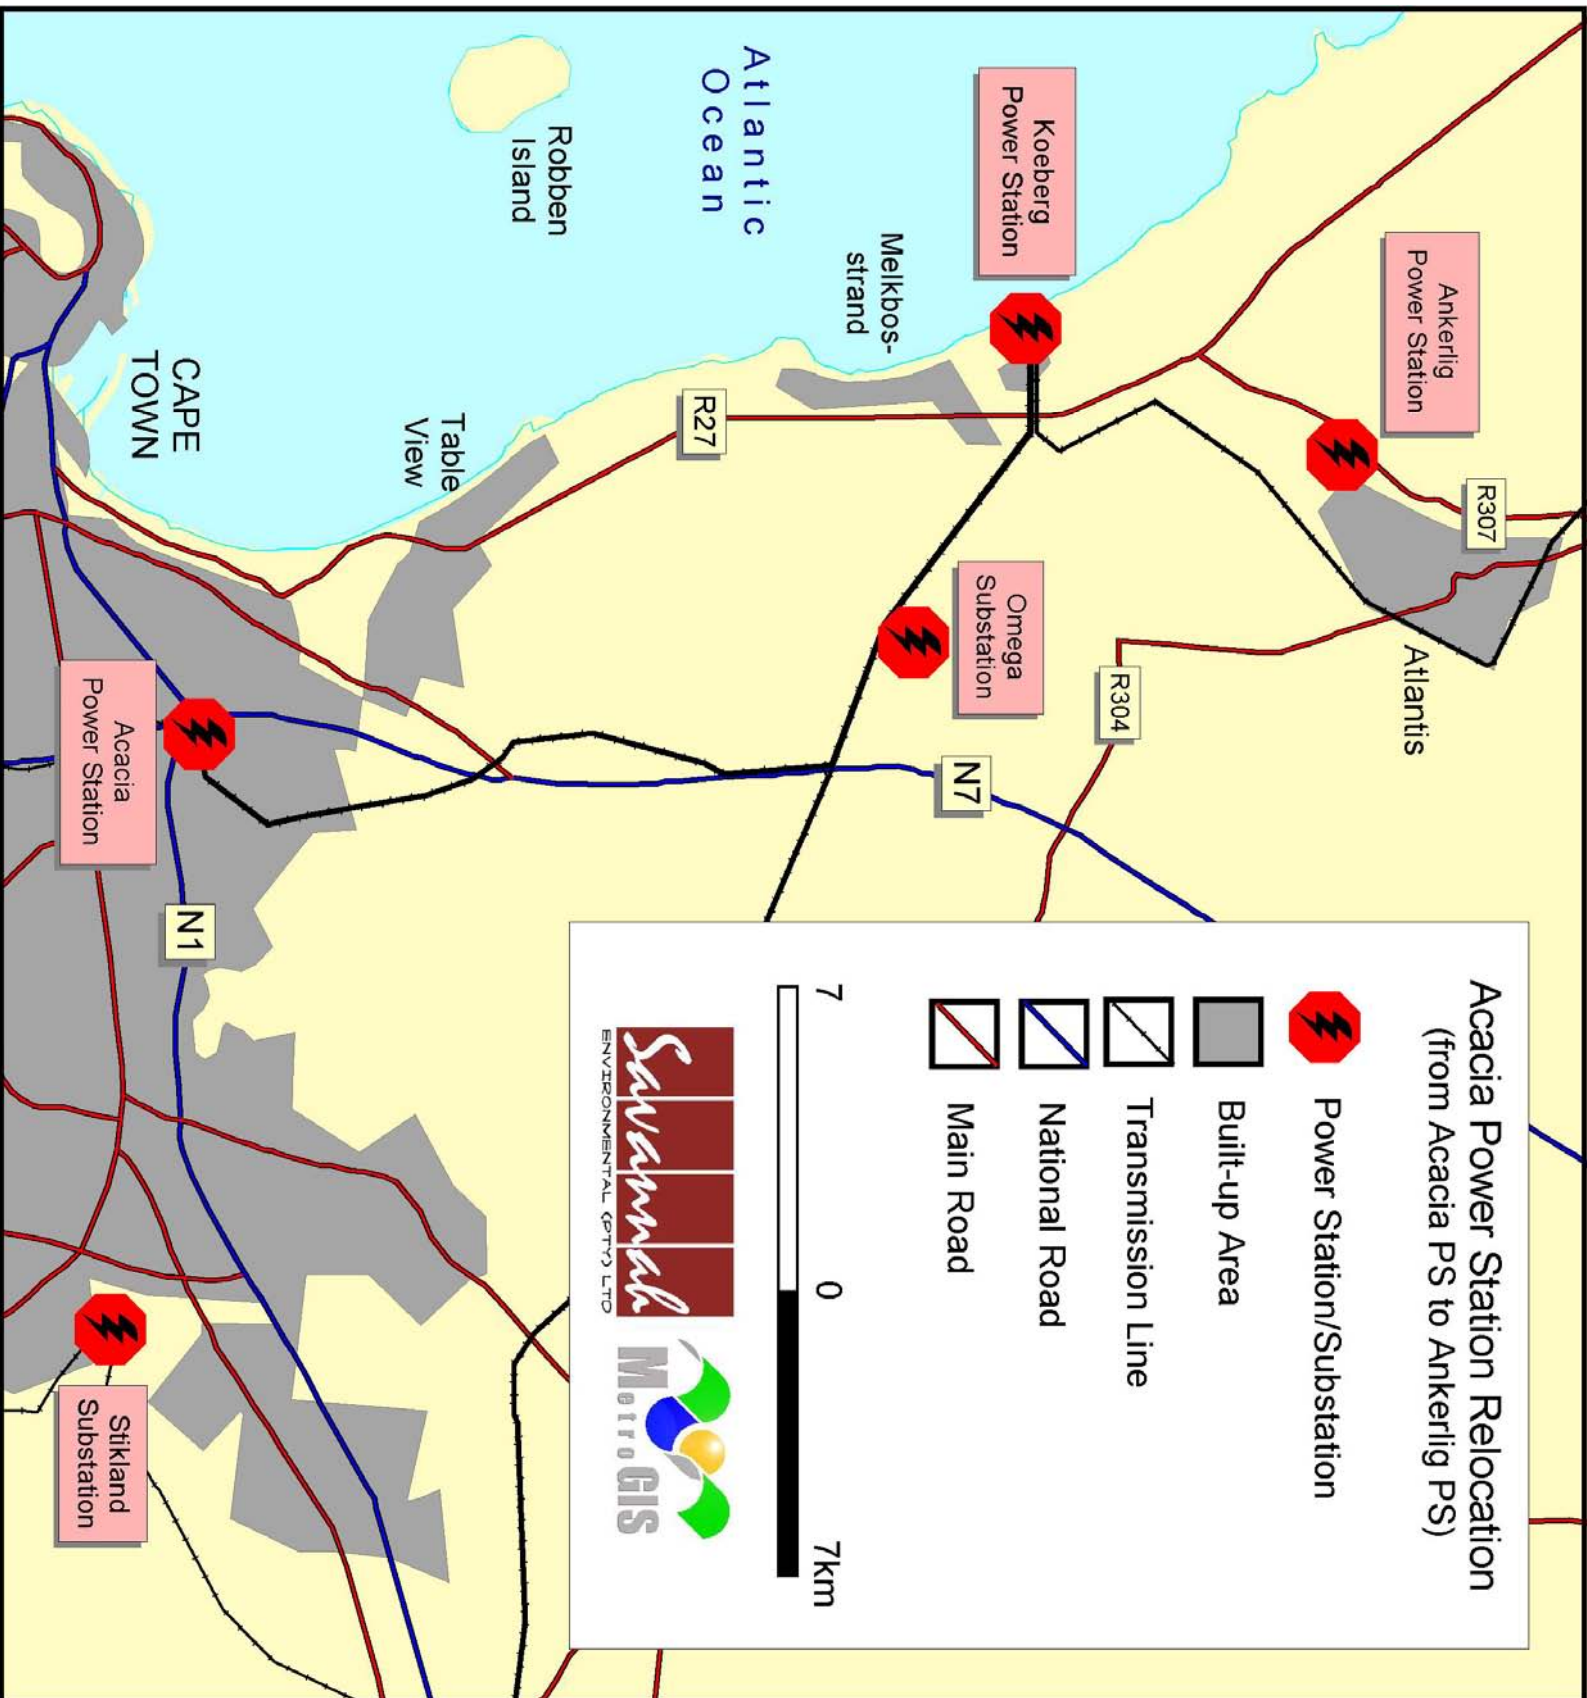 Acacia Power Station Relocation
(from Acacia PS to Ankerlig PS)
Power Station/Substation
Built-up Area
Transmission Line
National Road
Main Road
7
0
7km
Savannah
ENVIRONMENTAL (PTY) LTD
MetroGIS
Ankerlig
Power Station
R307
Atlantis
Koeberg
Power Station
R304
Omega
Substation
N7
Melkbos-
strand
Atlantic
Ocean
R27
Robben
Island
Table
View
CAPE
TOWN
N1
Acacia
Power Station
Stikland
Substation